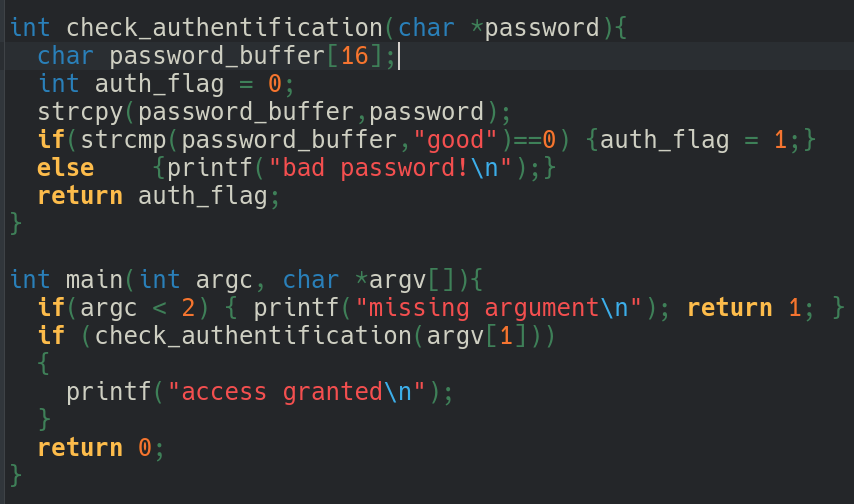 int check_authentification(char *password){
  char password_buffer[16];
  int auth_flag = 0;
  strcpy(password_buffer,password);
  if(strcmp(password_buffer,"good")==0) {auth_flag = 1;}
  else    {printf("bad password!\n");}
  return auth_flag;
}

int main(int argc, char *argv[]){
  if(argc < 2) { printf("missing argument\n"); return 1; }
  if (check_authentification(argv[1]))
  {
    printf("access granted\n");
  }
  return 0;
}